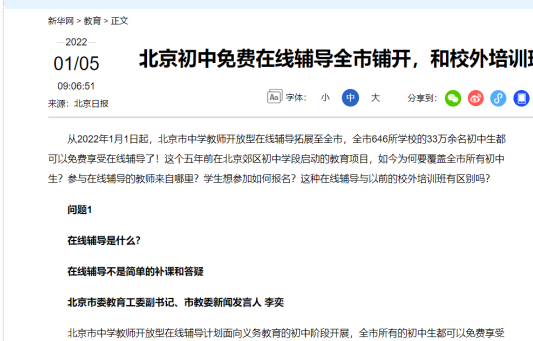 新华网 > 教育 > 正文
2022
01/05
09:06:51
来源：北京日报
北京初中免费在线辅导全市铺开，和校外培训
字体： 小 中 大 分享到：
从2022年1月1日起，北京市中学教师开放型在线辅导拓展至全市，全市646所学校的33万余名初中生都
可以免费享受在线辅导了！这个五年前在北京郊区初中学段启动的教育项目，如今为何要覆盖全市所有初中
生？参与在线辅导的教师来自哪里？学生想参加如何报名？这种在线辅导与以前的校外培训班有区别吗？
问题1
在线辅导是什么？
在线辅导不是简单的补课和答疑
北京市委教育工委副书记、市教委新闻发言人 李奕
北京市中学教师开放型在线辅导计划面向义务教育的初中阶段开展，全市所有的初中生都可以免费享受